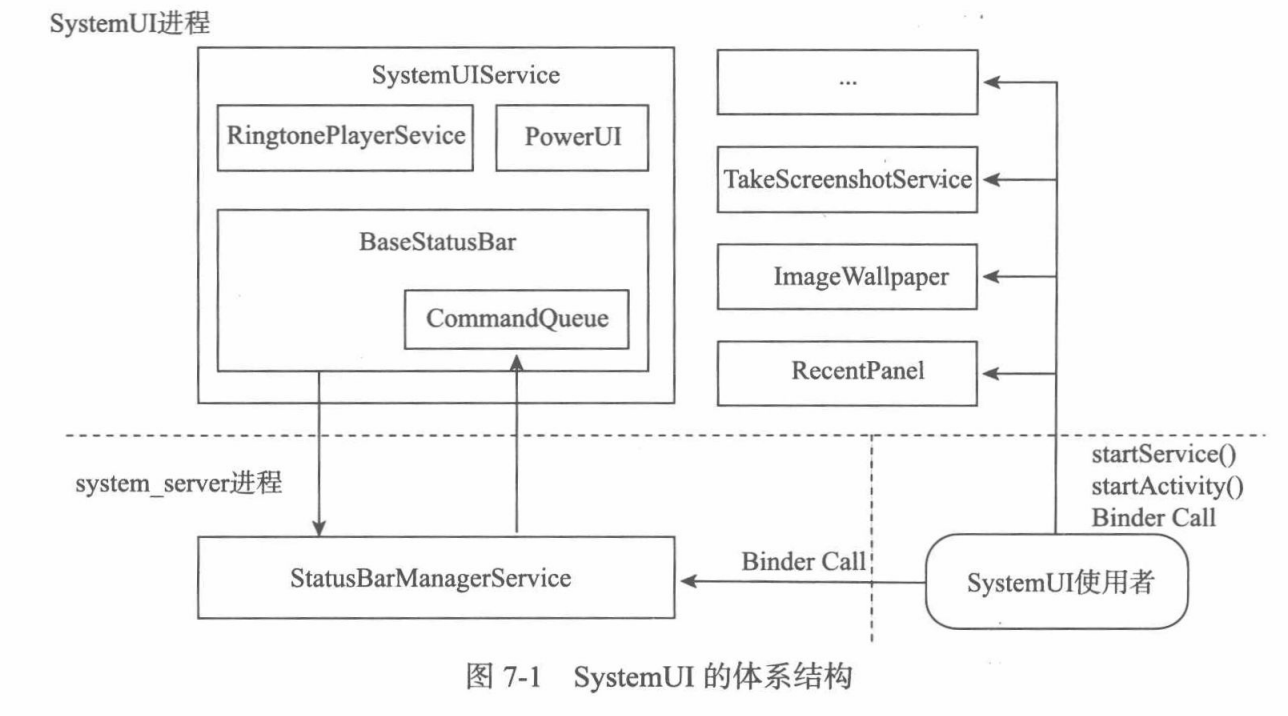 SystemUI进程
SystemUIService
RingtonePlayerSevice
PowerUI
BaseStatusBar
CommandQueue
...
TakeScreenshotService
ImageWallpaper
RecentPanel
system_server进程
startService()
startActivity()
Binder Call
StatusBarManagerService
Binder Call
SystemUI使用者
图 7-1 SystemUI 的体系结构